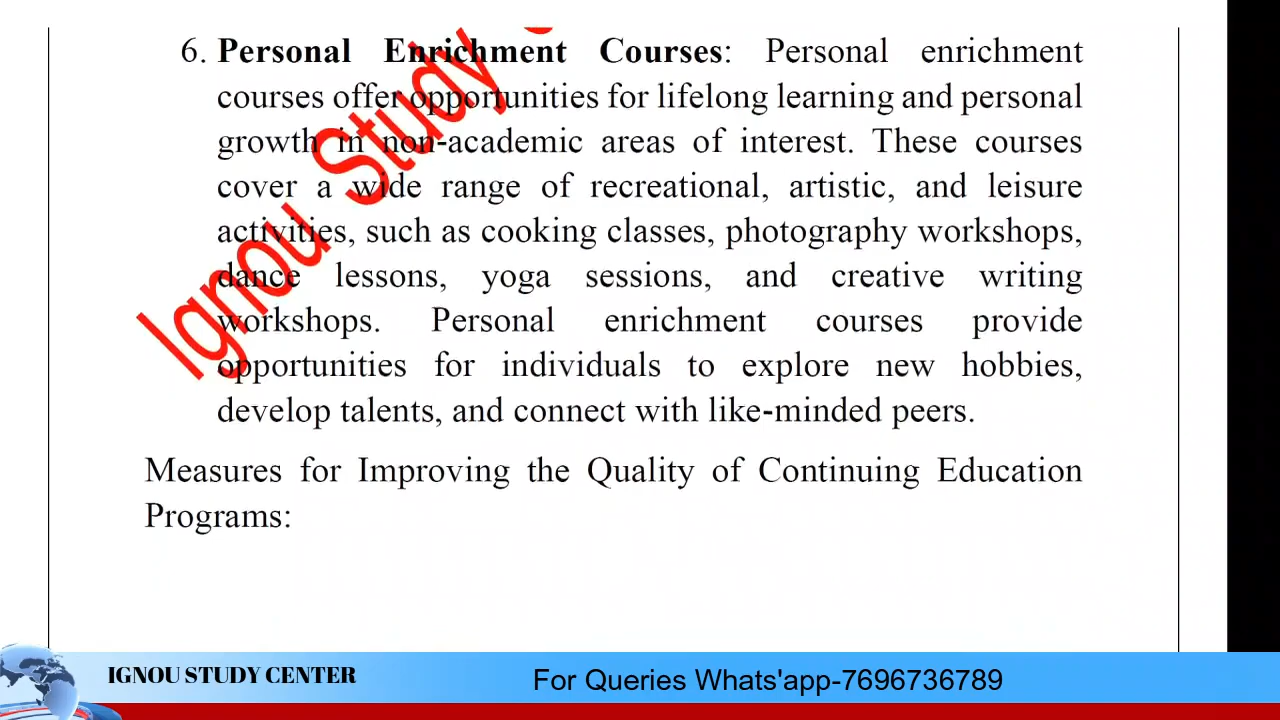 6. Personal Enrichment Courses: Personal enrichment
courses offer opportunities for lifelong learning and personal
growth in non-academic areas of interest. These courses
cover a wide range of recreational, artistic, and leisure
activities, such as cooking classes, photography workshops,
dance lessons, yoga sessions, and creative writing
workshops. Personal enrichment courses provide
opportunities for individuals to explore new hobbies,
develop talents, and connect with like-minded peers.
Ignou Study
Measures for Improving the Quality of Continuing Education
Programs:
IGNOU STUDY CENTER
For Queries Whats'app-7696736789